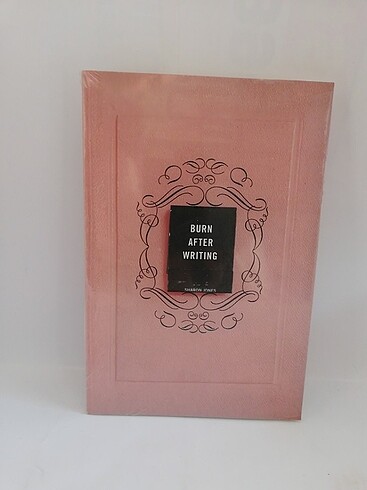 BURN
AFTER
WRITING
SHARON JONES